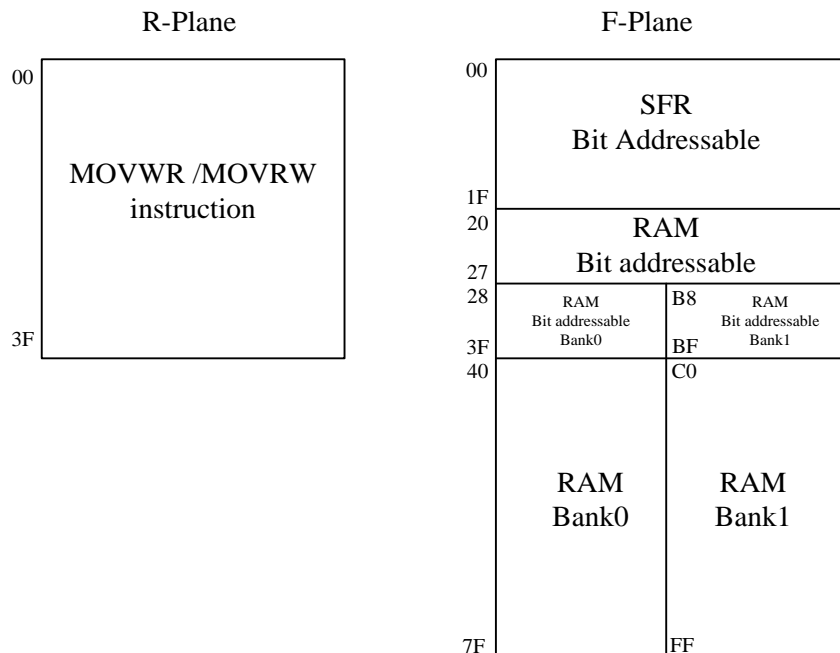 R-Plane
00
MOVWR /MOVRW
instruction
3F
F-Plane
00
SFR
Bit Addressable
1F
20
RAM
Bit addressable
27
28
RAM
Bit addressable
Bank0
3F
B8
RAM
Bit addressable
Bank1
BF
40
RAM
Bank0
7F
C0
RAM
Bank1
FF